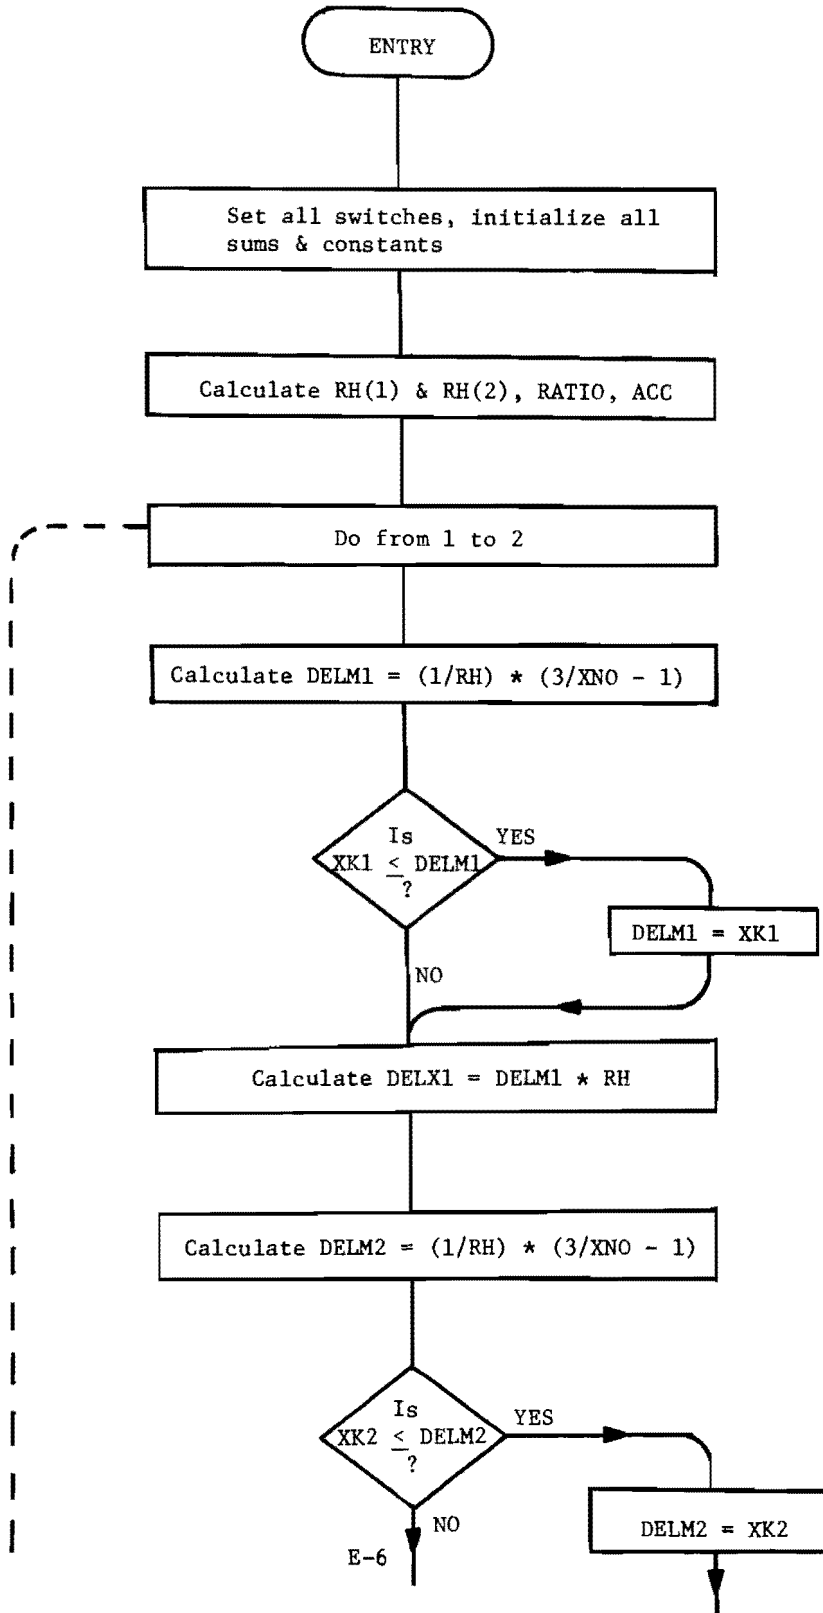 ENTRY
Set all switches, initialize all
sums & constants
Calculate RH(1) & RH(2), RATIO, ACC
Do from 1 to 2
Calculate DELM1 = (1/RH) * (3/XNO - 1)
Is
XK1 ≤ DELM1
?
YES
DELM1 = XK1
NO
Calculate DELX1 = DELM1 * RH
Calculate DELM2 = (1/RH) * (3/XNO - 1)
Is
XK2 ≤ DELM2
?
YES
DELM2 = XK2
NO
E-6